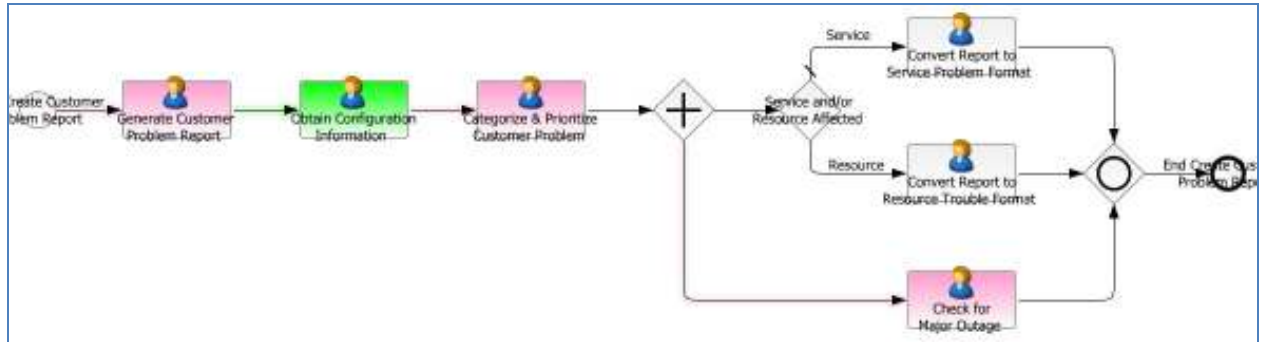 Create Customer
blem Report
Generate Customer
Problem Report
Obtain Configuration
Information
Categorize & Prioritize
Customer Problem
Service and/or
Resource Affected
Service
Convert Report to
Service Problem Format
Resource
Convert Report to
Resource Trouble Format
Check for
Major Outage
End Create Cus
Problem Repo